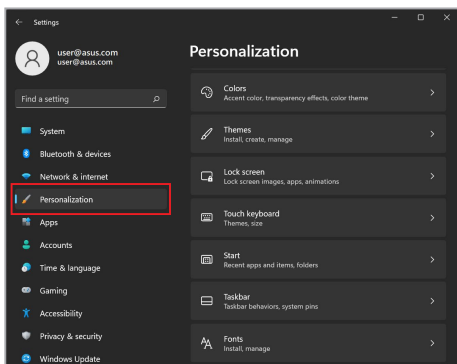 Settings
user@asus.com
user@asus.com
Find a setting
System
Bluetooth & devices
Network & internet
Personalization
Apps
Accounts
Time & language
Gaming
Accessibility
Privacy & security
Windows Update
Personalization
Colors
Accent color, transparency effects, color theme
Themes
Install, create, manage
Lock screen
Lock screen images, apps, animations
Touch keyboard
Themes, size
Start
Recent apps and items, folders
Taskbar
Taskbar behaviors, system pins
Fonts
Install, manage